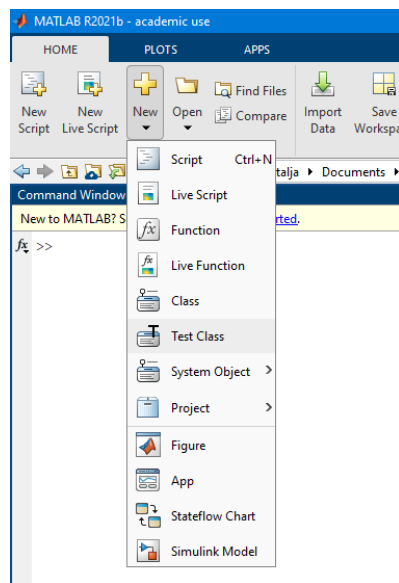 MATLAB R2021b - academic use
HOME PLOTS APPS
New Script
New Live Script
New
Open
Find Files
Compare
Import Data
Save
Script Ctrl+N
Documents
Live Script
Command Window
New to MATLAB? S
Function
fx >>
Live Function
Class
Test Class
System Object
Project
Figure
App
Stateflow Chart
Simulink Model